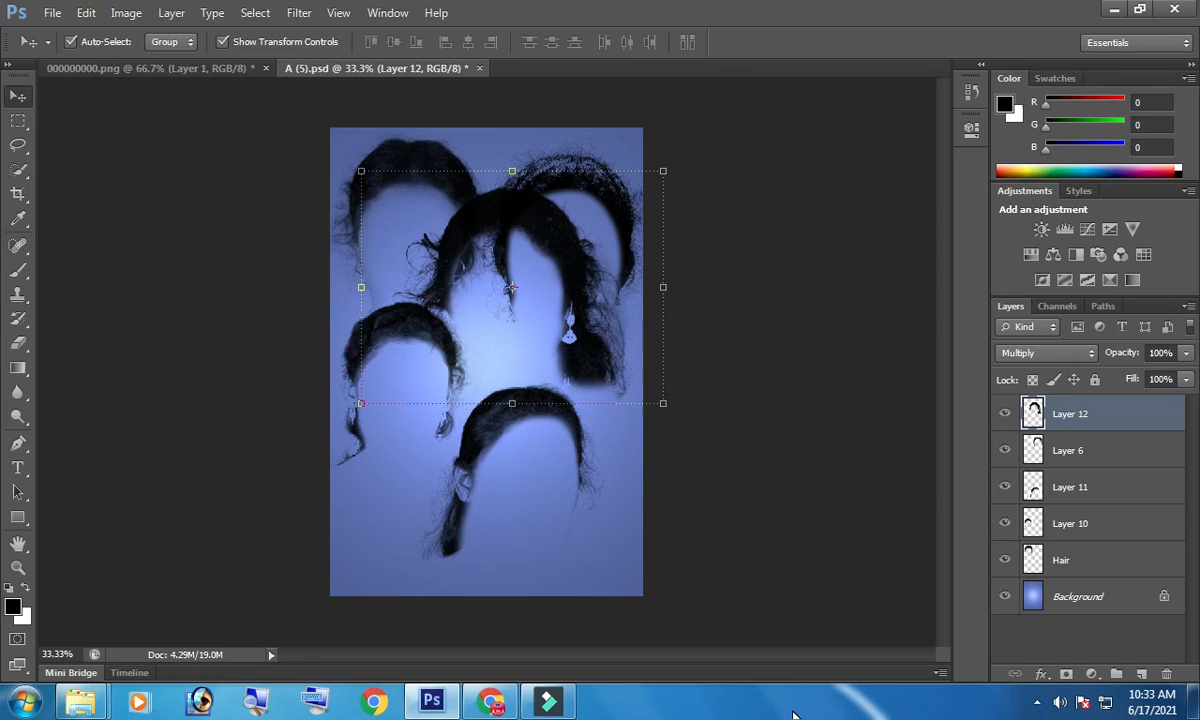 Ps File Edit Image Layer Type Select Filter View Window Help
Auto-Select: Group Show Transform Controls Essentials
000000000.png @ 66.7% (Layer 1, RGB/8) * × A (5).psd @ 33.3% (Layer 12, RGB/8) * ×
Color Swatches
R 0
G 0
B 0
Adjustments Styles
Add an adjustment
Layers Channels Paths
Kind
Multiply Opacity: 100%
Lock: Fill: 100%
Layer 12
Layer 6
Layer 11
Layer 10
Hair
Background
33.33% Doc: 4.29M/19.0M
Mini Bridge Timeline
Ps
10:33 AM
6/17/2021